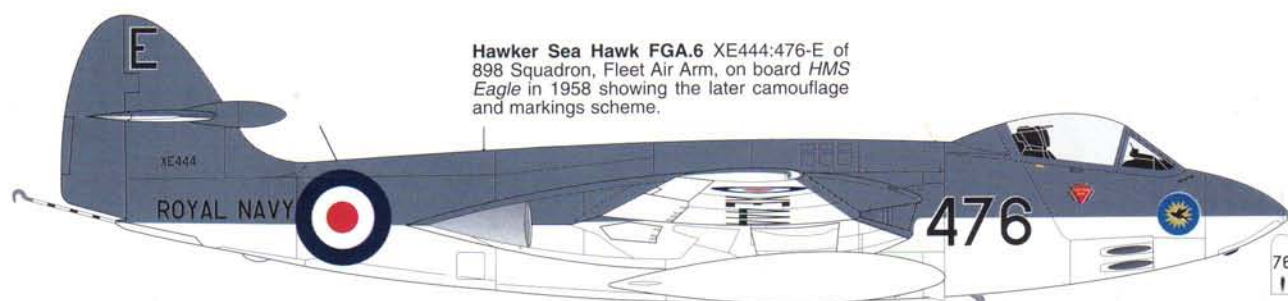 E
Hawker Sea Hawk FGA.6 XE444:476-E of
898 Squadron, Fleet Air Arm, on board HMS
Eagle in 1958 showing the later camouflage
and markings scheme.
XE444
ROYAL NAVY
476
76